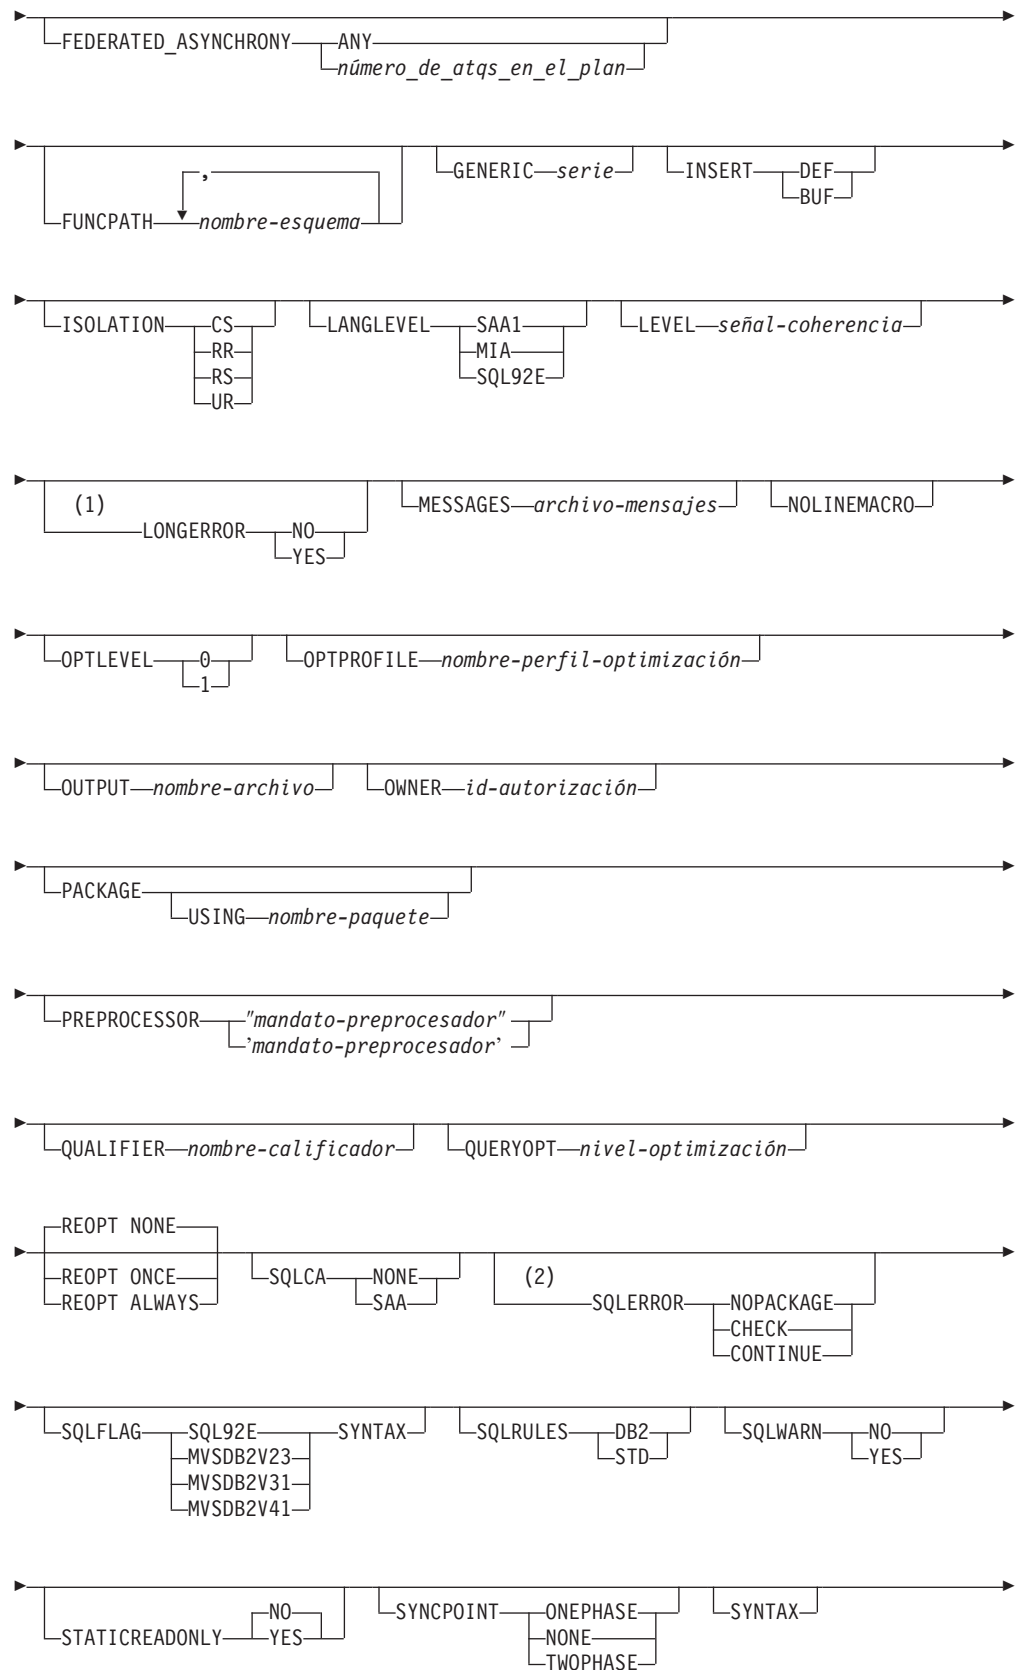 FEDERATED_ASYNCHRONY ANY
número_de_atqs_en_el_plan
,
FUNCPATH nombre-esquema
GENERIC serie
INSERT DEF
BUF
ISOLATION CS
RR
RS
UR
LANGLEVEL SAA1
MIA
SQL92E
LEVEL señal-coherencia
(1)
LONGERROR NO
YES
MESSAGES archivo-mensajes
NOLINEMACRO
OPTLEVEL 0
1
OPTPROFILE nombre-perfil-optimización
OUTPUT nombre-archivo
OWNER id-autorización
PACKAGE
USING nombre-paquete
PREPROCESSOR "mandato-preprocesador"
'mandato-preprocesador'
QUALIFIER nombre-calificador
QUERYOPT nivel-optimización
REOPT NONE
REOPT ONCE
REOPT ALWAYS
SQLCA NONE
SAA
(2)
SQLERROR NOPACKAGE
CHECK
CONTINUE
SQLFLAG SQL92E SYNTAX
MVSDB2V23
MVSDB2V31
MVSDB2V41
SQLRULES DB2
STD
SQLWARN NO
YES
NO
STATICREADONLY YES
SYNCPOINT ONEPHASE
NONE
TWOPHASE
SYNTAX